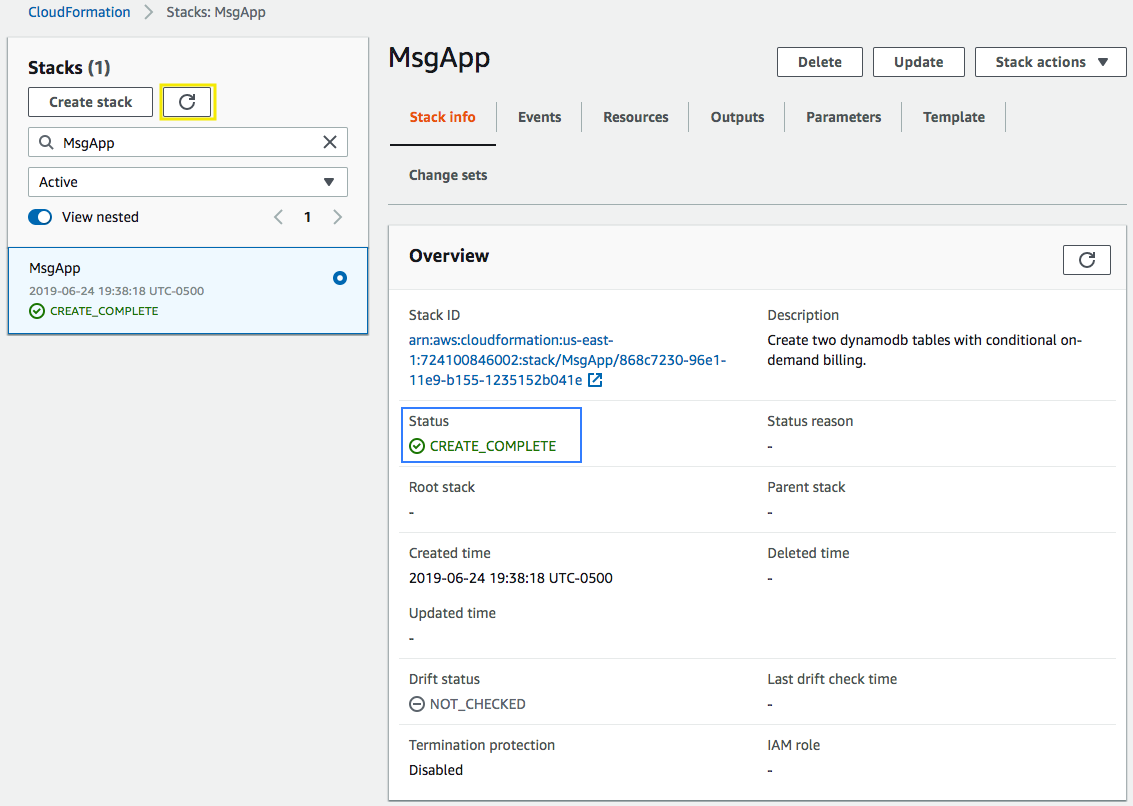 CloudFormation > Stacks: MsgApp
Stacks (1)
Create stack
MsgApp
Active
View nested
1
MsgApp
2019-06-24 19:38:18 UTC-0500
CREATE_COMPLETE
MsgApp
Delete
Update
Stack actions
Stack info
Events
Resources
Outputs
Parameters
Template
Change sets
Overview
Stack ID
arn:aws:cloudformation:us-east-
1:724100846002:stack/MsgApp/868c7230-96e1-
11e9-b155-1235152b041e
Description
Create two dynamodb tables with conditional on-
demand billing.
Status
CREATE_COMPLETE
Status reason
-
Root stack
-
Parent stack
-
Created time
2019-06-24 19:38:18 UTC-0500
Deleted time
-
Updated time
-
Drift status
NOT_CHECKED
Last drift check time
-
Termination protection
Disabled
IAM role
-